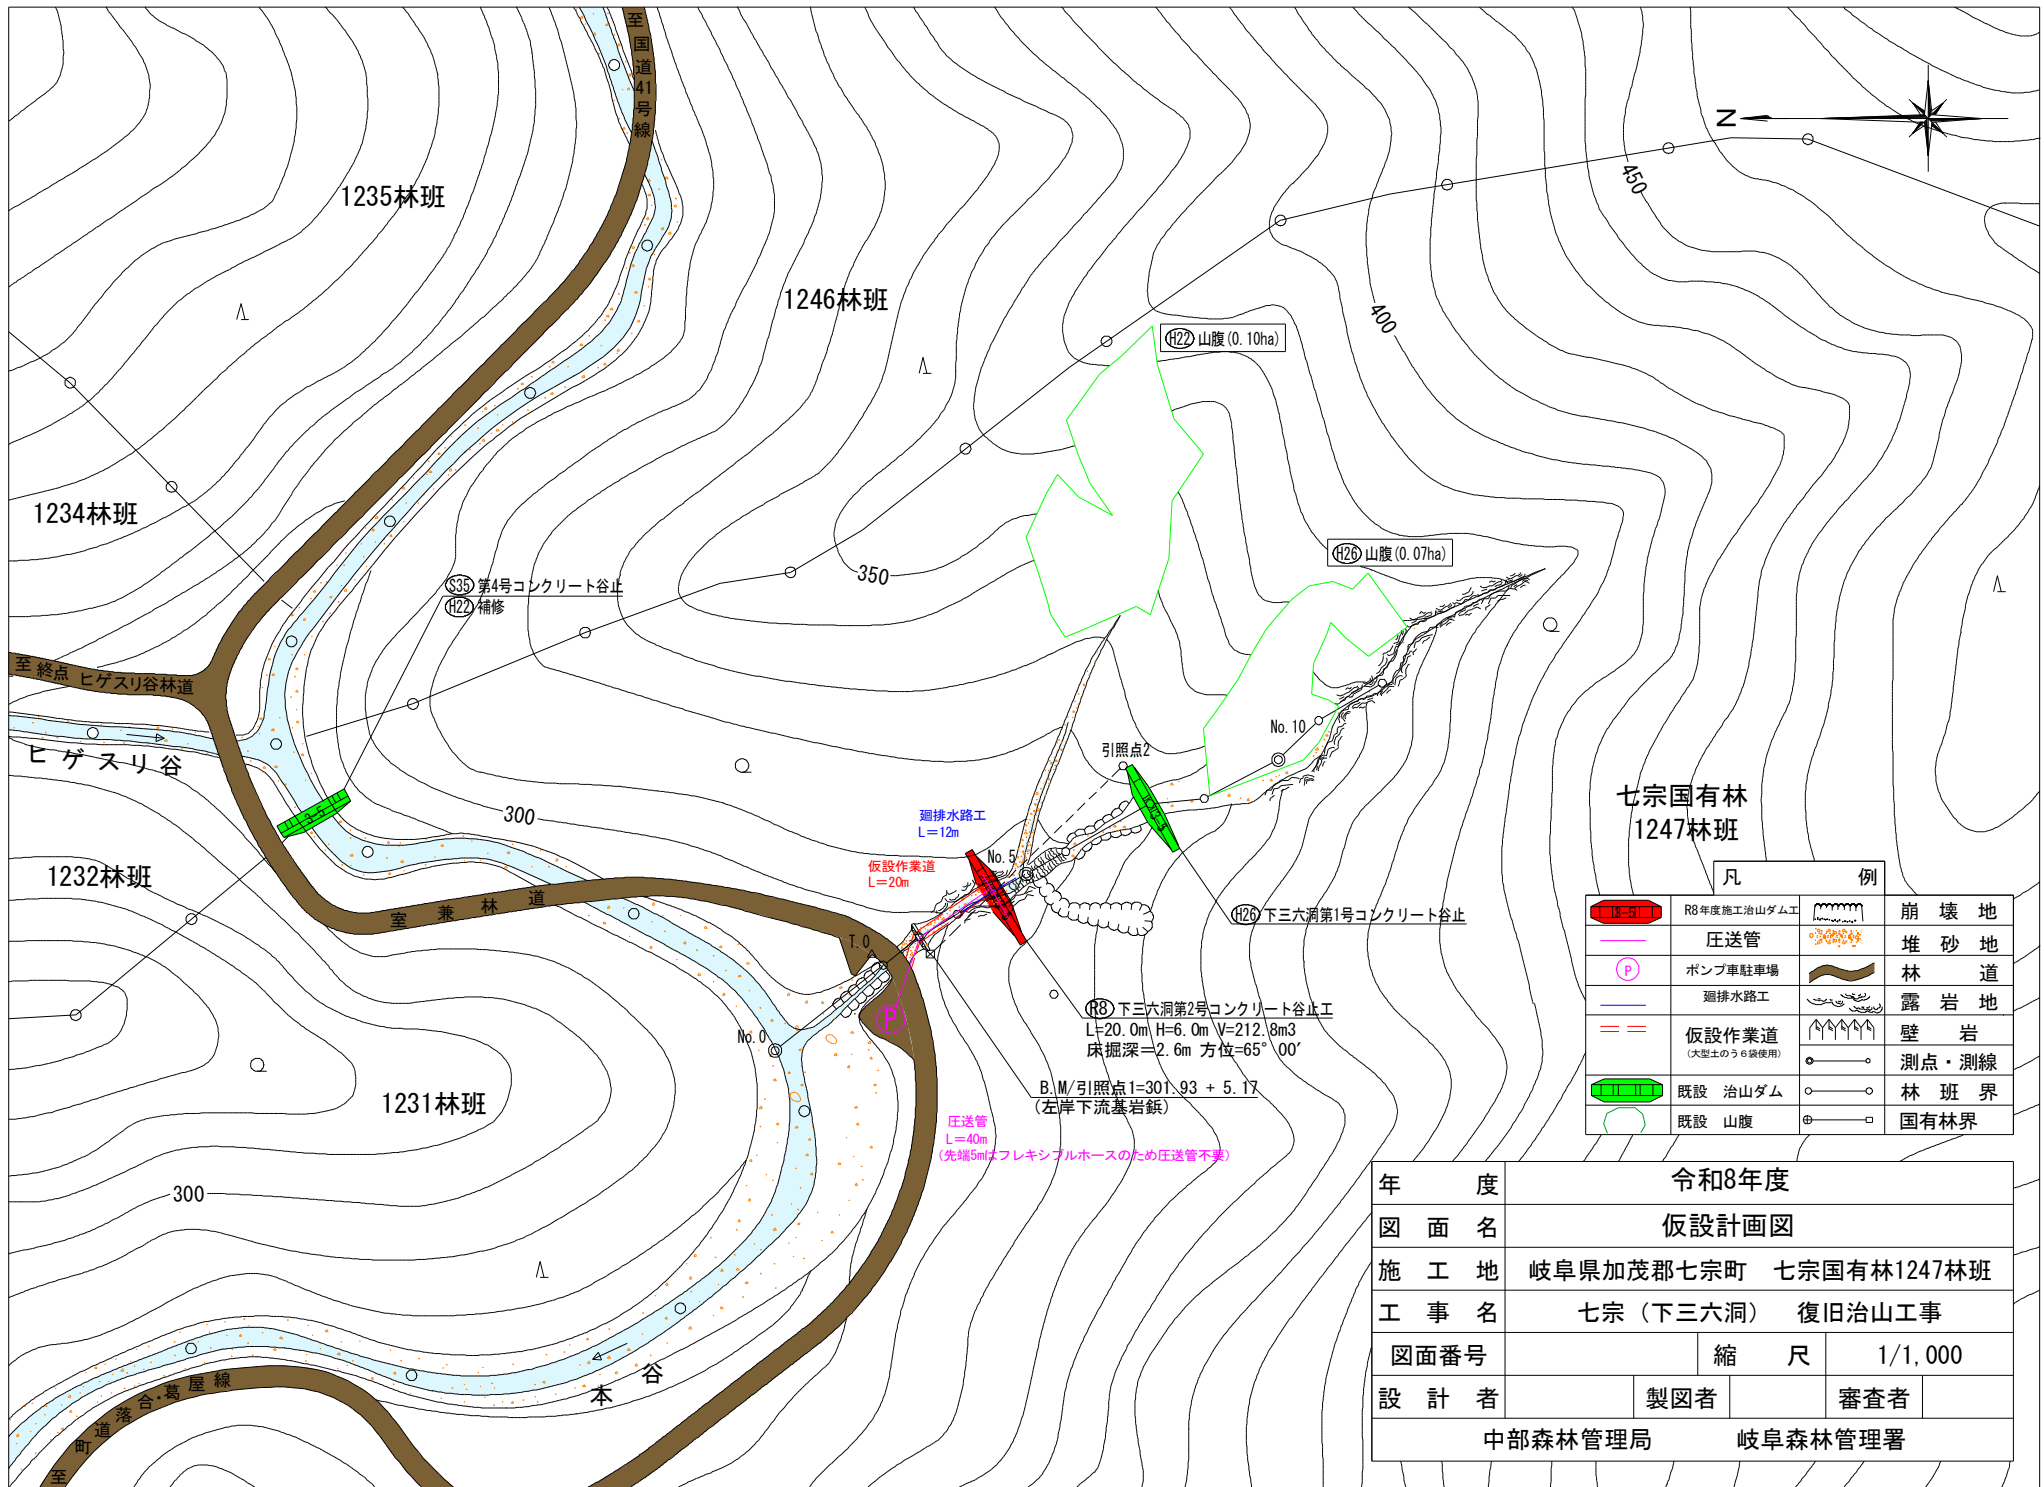 至国道41号線
N
1235林班
1246林班
450
400
H22 山腹(0.10ha)
1234林班
H26 山腹(0.07ha)
350
S35 第4号コンクリート谷止
H22 補修
至 終点 ヒゲスリ谷林道
ヒゲスリ谷
No.10
引照点2
七宗国有林
1247林班
3-5
300
廻排水路工
L=12m
No.5
仮設作業道
L=20m
1232林班
室兼林道
H26 下三六洞第1号コンクリート谷止
T.0
P
R8 下三六洞第2号コンクリート谷止工
L=20.0m H=6.0m V=212.8m3
床掘深=2.6m 方位=65°00′
No.0
B.M/引照点1=301.93 + 5.17
(左岸下流基岩鋲)
1231林班
圧送管
L=40m
(先端5mはフレキシブルホースのため圧送管不要)
300
本谷
至 町道 落合・葛屋線
凡例
R8年度施工治山ダム工 崩壊地
圧送管 堆砂地
P ポンプ車駐車場 林道
廻排水路工 露岩地
仮設作業道 壁岩
(大型土のう6袋使用) 測点・測線
既設 治山ダム 林班界
既設 山腹 国有林界
年度 令和8年度
図面名 仮設計画図
施工地 岐阜県加茂郡七宗町 七宗国有林1247林班
工事名 七宗（下三六洞） 復旧治山工事
図面番号 縮尺 1/1,000
設計者 製図者 審査者
中部森林管理局 岐阜森林管理署